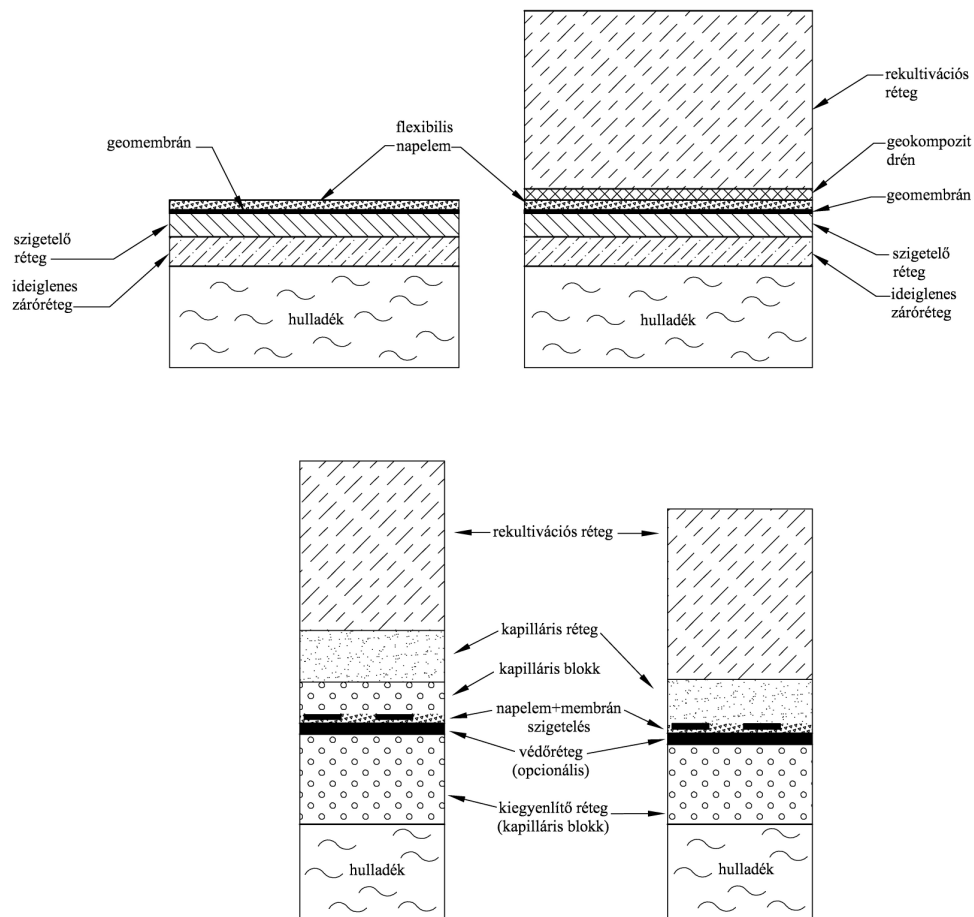 geomembrán
flexibilis
napelem
szigetelő
réteg
ideiglenes
záróréteg
hulladék
rekultivációs
réteg
geokompozit
drén
geomembrán
szigetelő
réteg
ideiglenes
záróréteg
hulladék
rekultivációs réteg
kapilláris réteg
kapilláris blokk
napelem+membrán
szigetelés
védőréteg
(opcionális)
kiegyenlítő réteg
(kapilláris blokk)
hulladék
hulladék